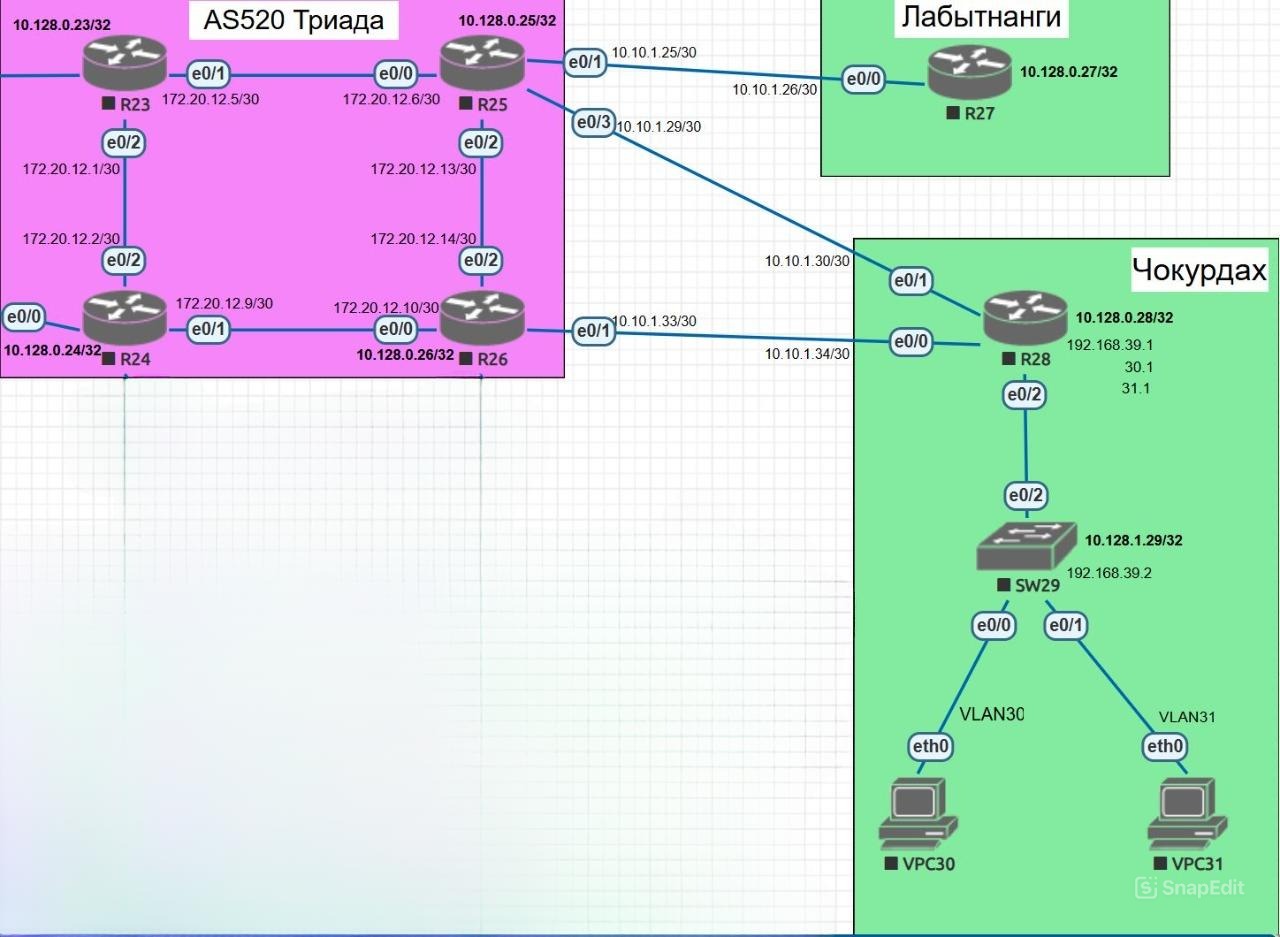 AS520 Триада
10.128.0.23/32
10.128.0.25/32
R23
e0/1
172.20.12.5/30
e0/0
172.20.12.6/30
R25
e0/1
10.10.1.25/30
e0/3
10.10.1.29/30
e0/2
172.20.12.1/30
e0/2
172.20.12.13/30
172.20.12.2/30
e0/2
172.20.12.14/30
e0/2
e0/0
10.128.0.24/32
R24
172.20.12.9/30
e0/1
172.20.12.10/30
e0/0
10.128.0.26/32
R26
e0/1
10.10.1.33/30
Лабытнанги
10.10.1.26/30
e0/0
10.128.0.27/32
R27
Чокурдах
10.10.1.30/30
e0/1
10.10.1.34/30
e0/0
10.128.0.28/32
R28
192.168.39.1
30.1
31.1
e0/2
e0/2
10.128.1.29/32
SW29
192.168.39.2
e0/0
e0/1
VLAN30
VLAN31
eth0
eth0
VPC30
VPC31
SnapEdit